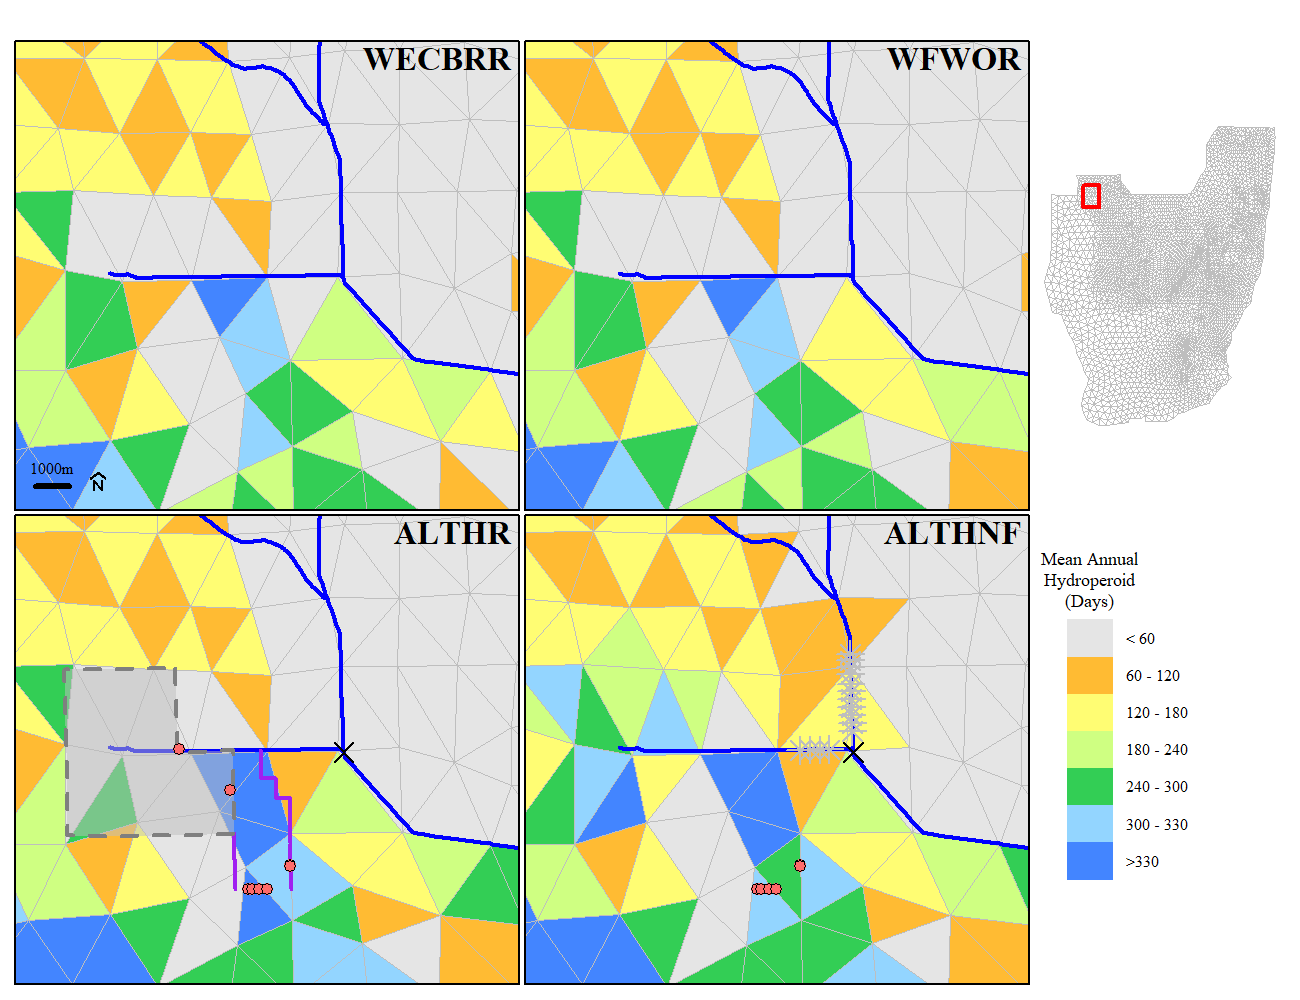 WECBRR
WFWOR
1000m
N
ALTHR
ALTHNF
Mean Annual
Hydroperoid
(Days)
< 60
60 - 120
120 - 180
180 - 240
240 - 300
300 - 330
>330